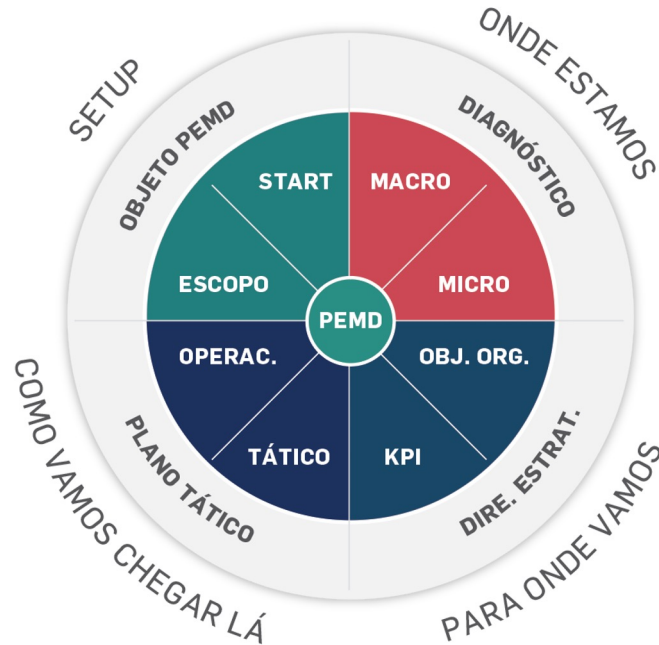 SETUP
ONDE ESTAMOS
OBJETO PEMD
DIAGNÓSTICO
START
MACRO
ESCOPO
MICRO
PEMD
OPERAC.
OBJ. ORG.
TÁTICO
KPI
PLANO TÁTICO
DIRE. ESTRAT.
COMO VAMOS CHEGAR LÁ
PARA ONDE VAMOS